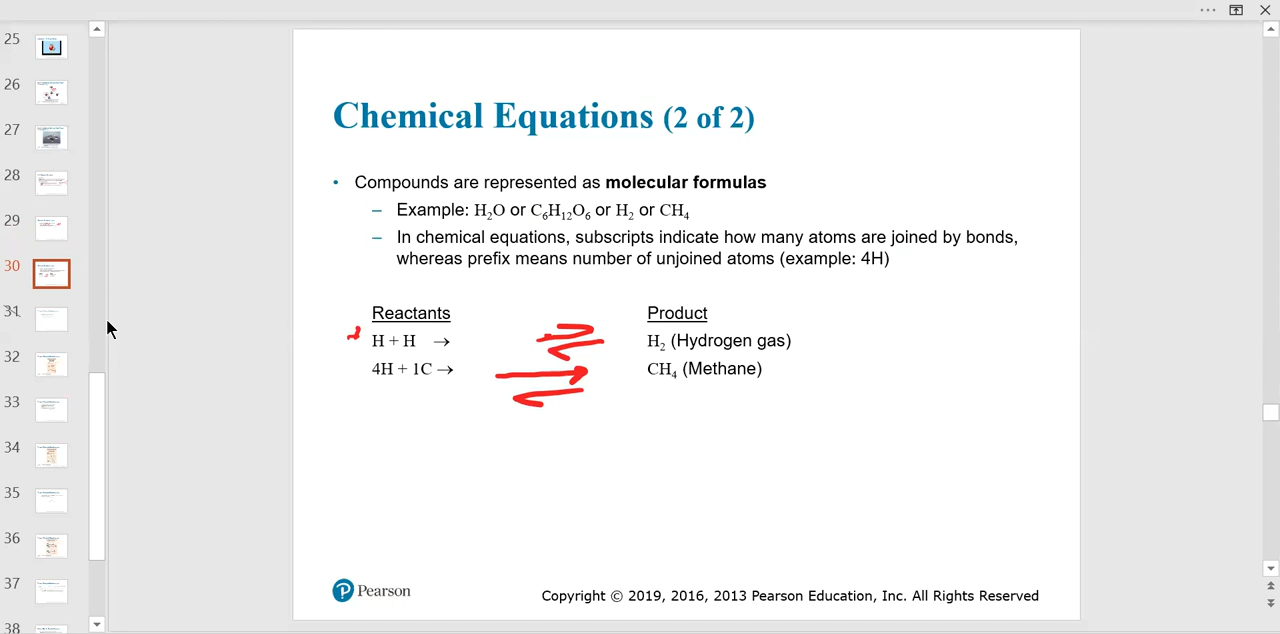 25
26
27
28
29
30
31
32
33
34
35
36
37
38
Chemical Equations (2 of 2)
• Compounds are represented as molecular formulas
– Example: H₂O or C₆H₁₂O₆ or H₂ or CH₄
– In chemical equations, subscripts indicate how many atoms are joined by bonds,
whereas prefix means number of unjoined atoms (example: 4H)
Reactants Product
H + H → H₂ (Hydrogen gas)
4H + 1C → CH₄ (Methane)
P Pearson
Copyright © 2019, 2016, 2013 Pearson Education, Inc. All Rights Reserved